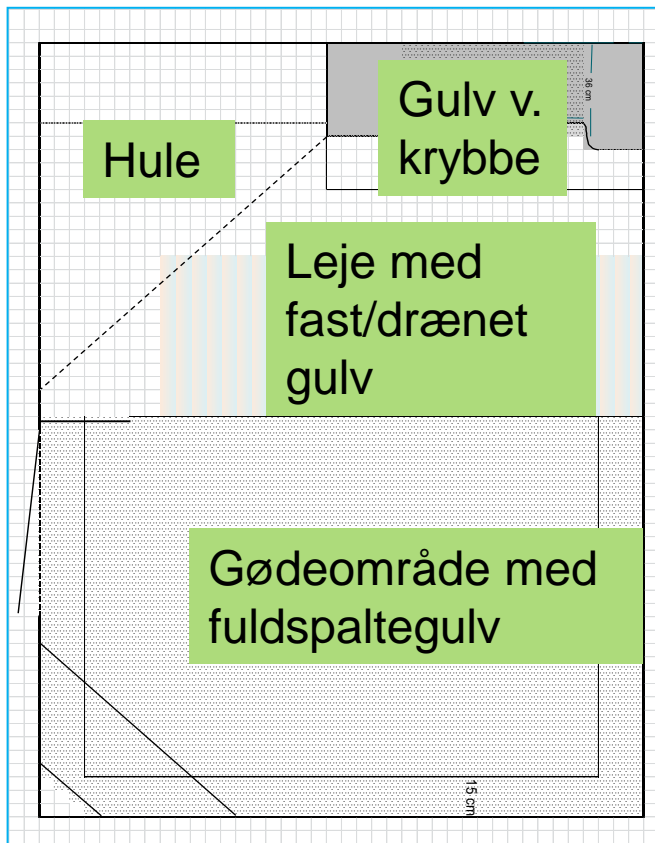 Gulv v.
krybbe
36 cm
Hule
Leje med
fast/drænet
gulv
Gødeområde med
fuldspaltegulv
15 cm